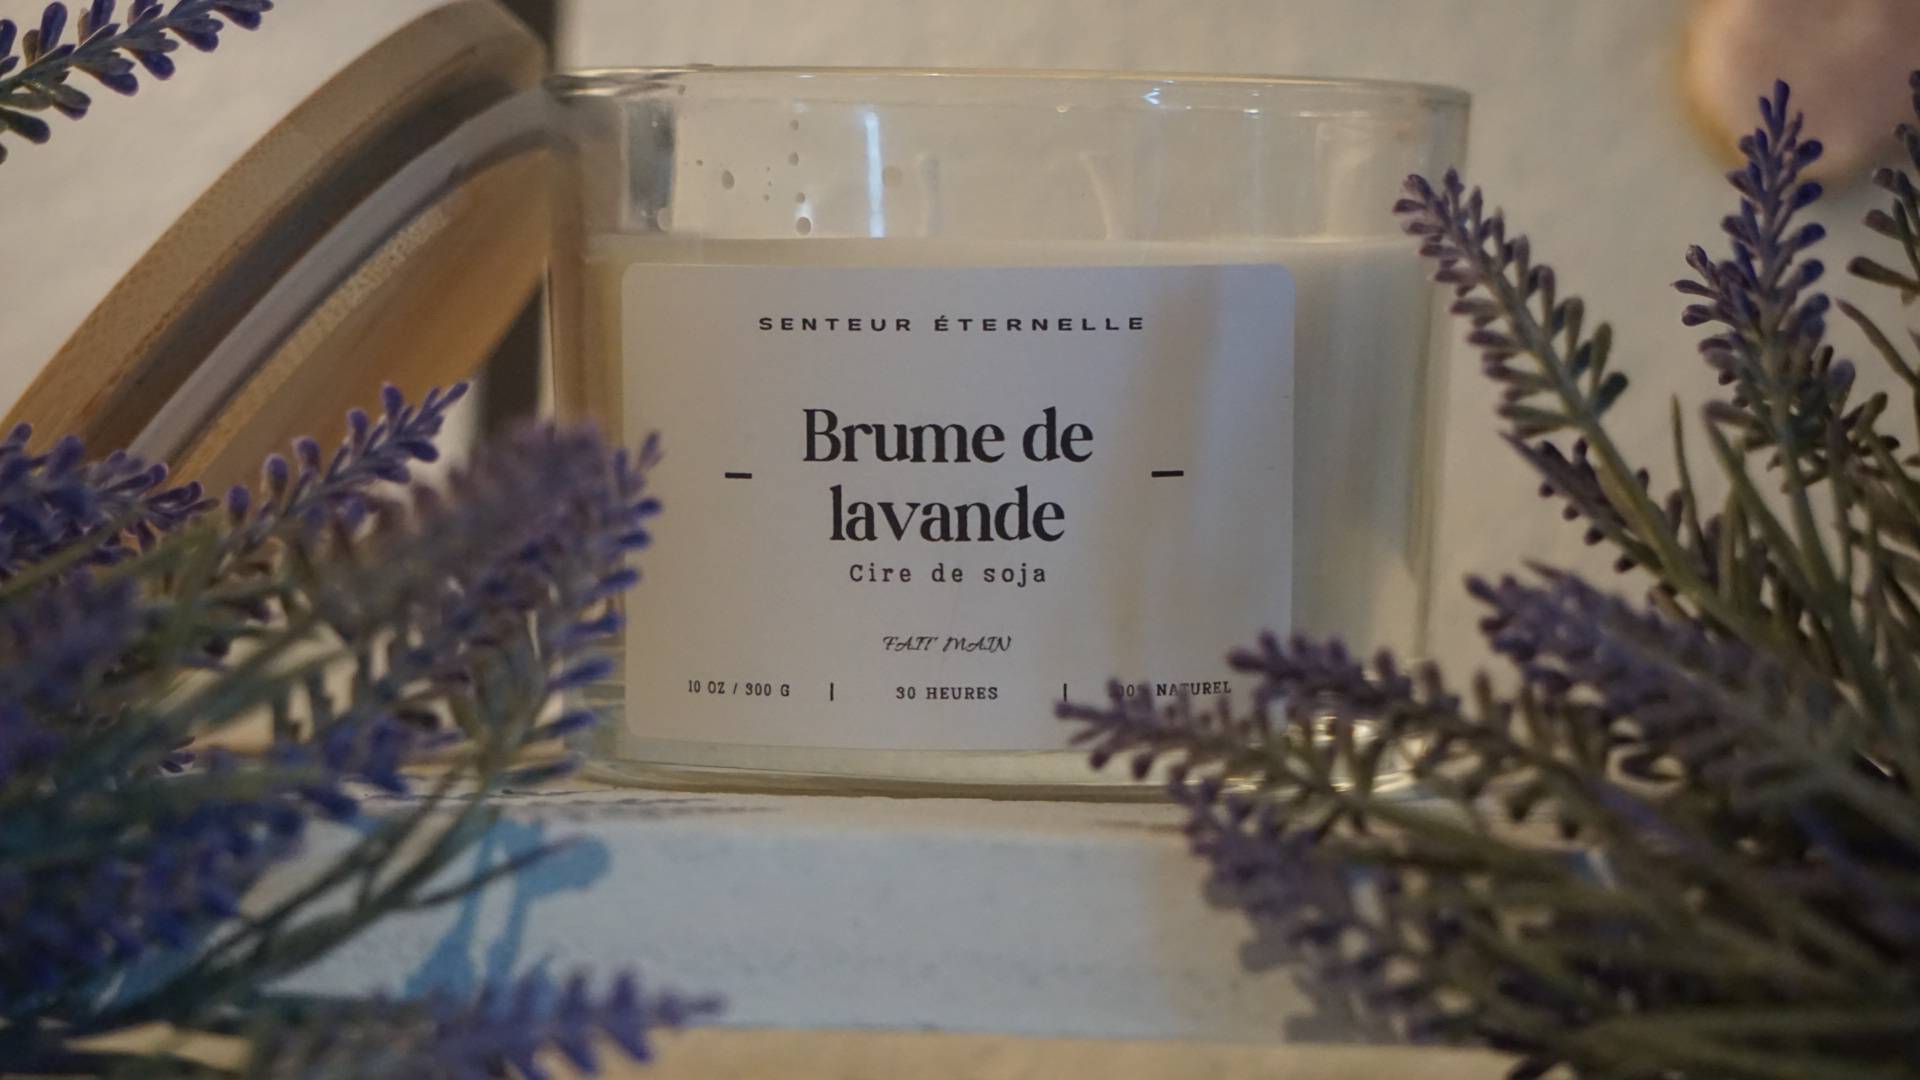 SENTEUR ÉTERNELLE
Brume de
lavande
Cire de soja
FAIT MAIN
10 OZ / 300 G | 30 HEURES | NATUREL